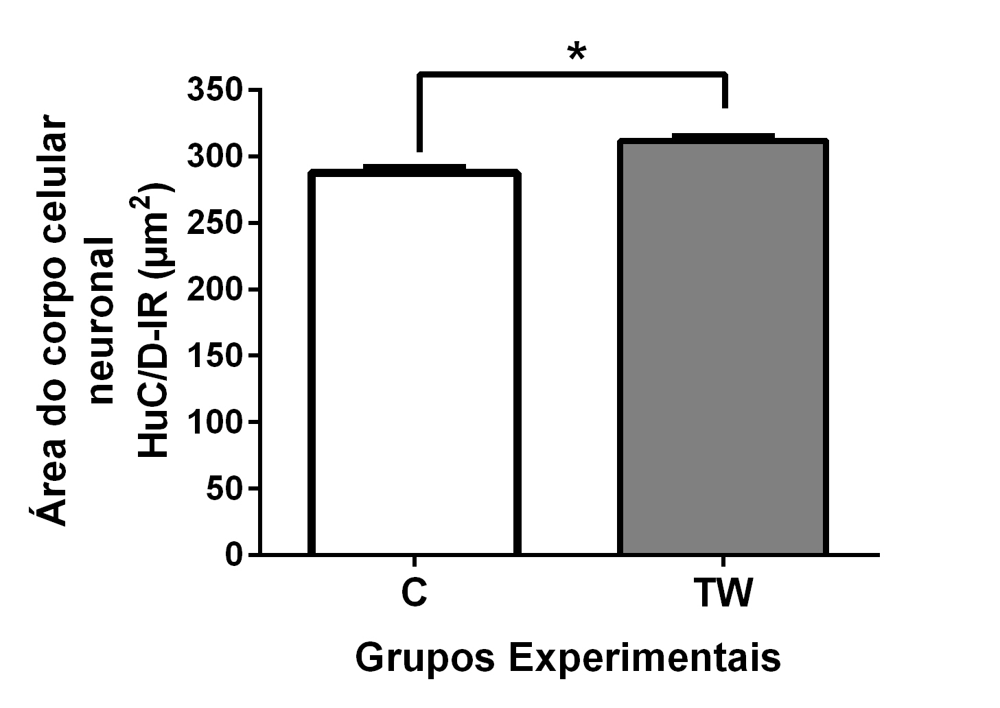 *
350
300
250
200
150
100
50
0
Área do corpo celular
neuronal
HuC/D-IR (µm²)
C
TW
Grupos Experimentais